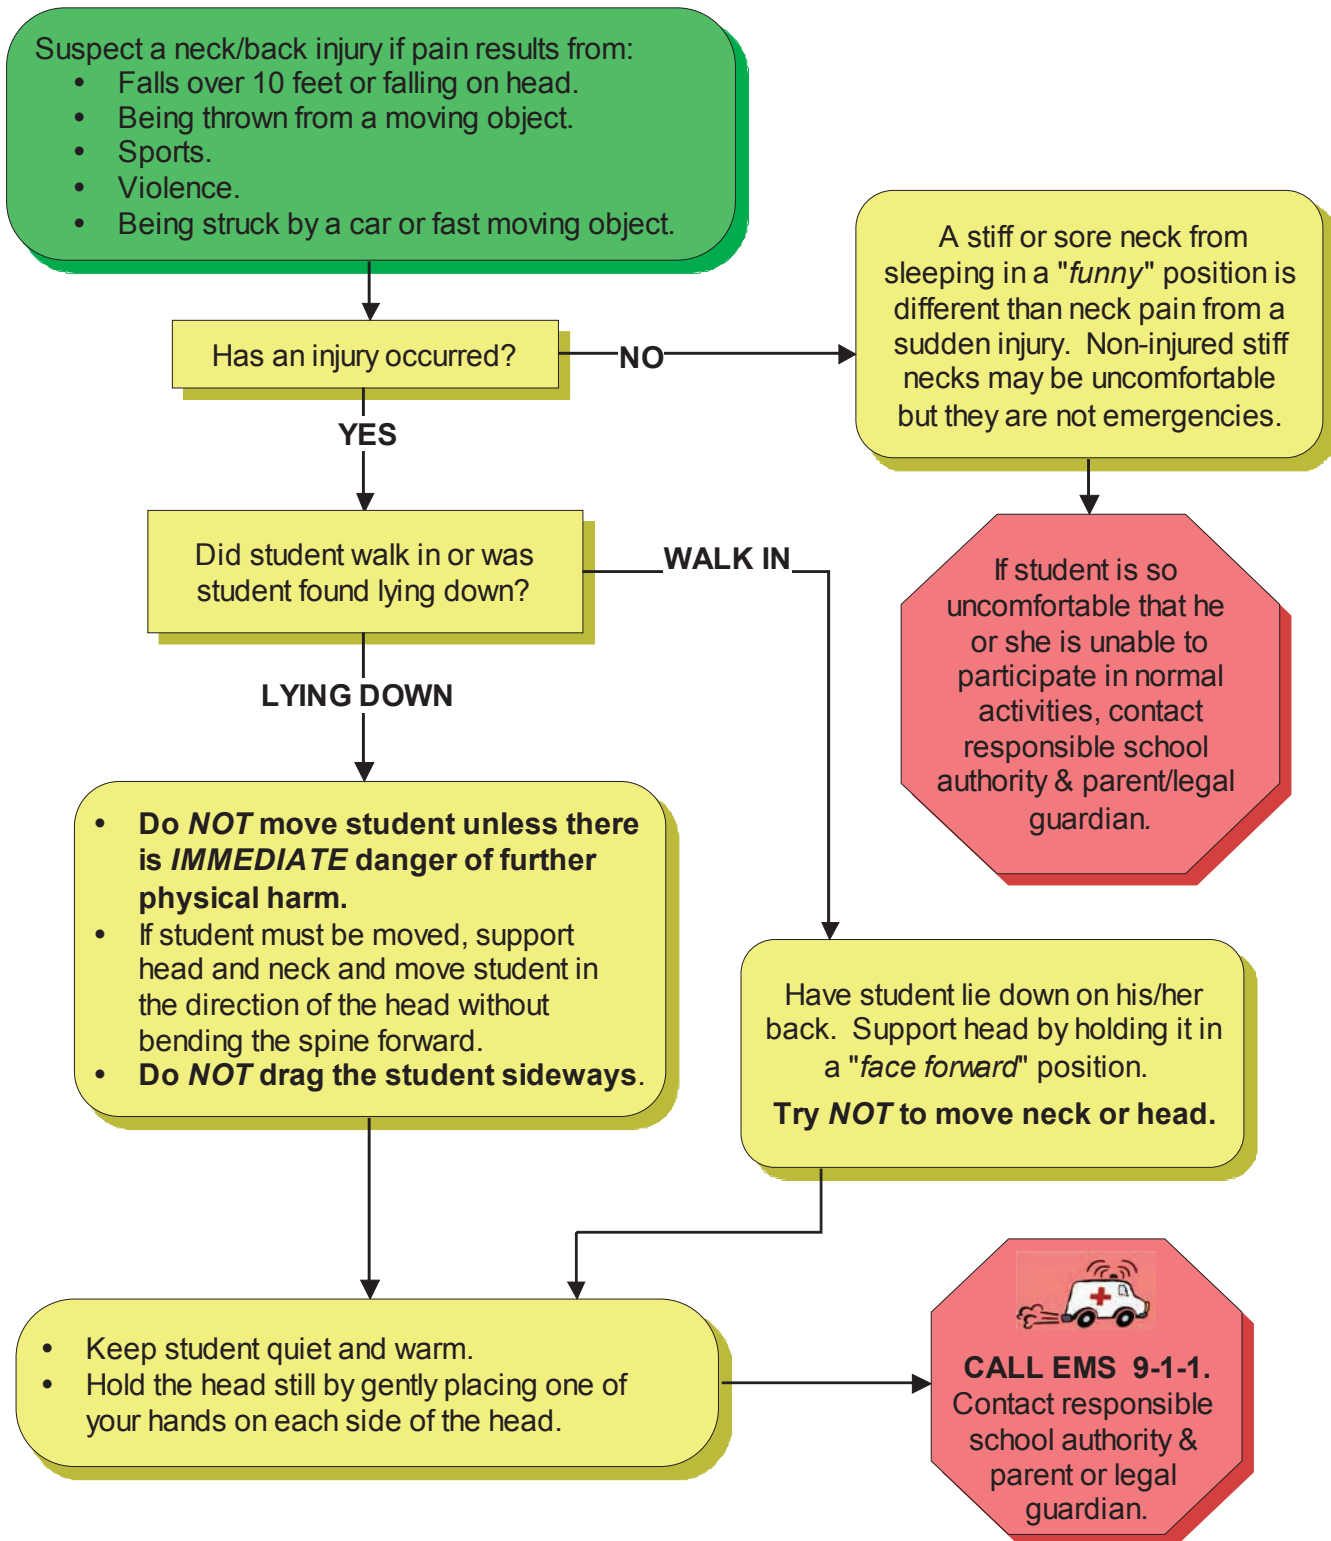 Suspect a neck/back injury if pain results from:
• Falls over 10 feet or falling on head.
• Being thrown from a moving object.
• Sports.
• Violence.
• Being struck by a car or fast moving object.
Has an injury occurred?
NO
A stiff or sore neck from
sleeping in a "funny" position is
different than neck pain from a
sudden injury. Non-injured stiff
necks may be uncomfortable
but they are not emergencies.
If student is so
uncomfortable that he
or she is unable to
participate in normal
activities, contact
responsible school
authority & parent/legal
guardian.
YES
Did student walk in or was
student found lying down?
WALK IN
LYING DOWN
• Do NOT move student unless there
is IMMEDIATE danger of further
physical harm.
• If student must be moved, support
head and neck and move student in
the direction of the head without
bending the spine forward.
• Do NOT drag the student sideways.
Have student lie down on his/her
back. Support head by holding it in
a "face forward" position.
Try NOT to move neck or head.
• Keep student quiet and warm.
• Hold the head still by gently placing one of
your hands on each side of the head.
CALL EMS 9-1-1.
Contact responsible
school authority &
parent or legal
guardian.